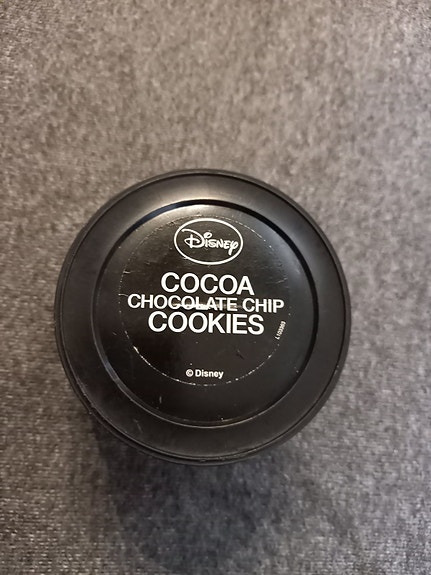 Disney
COCOA
CHOCOLATE CHIP
COOKIES
© Disney